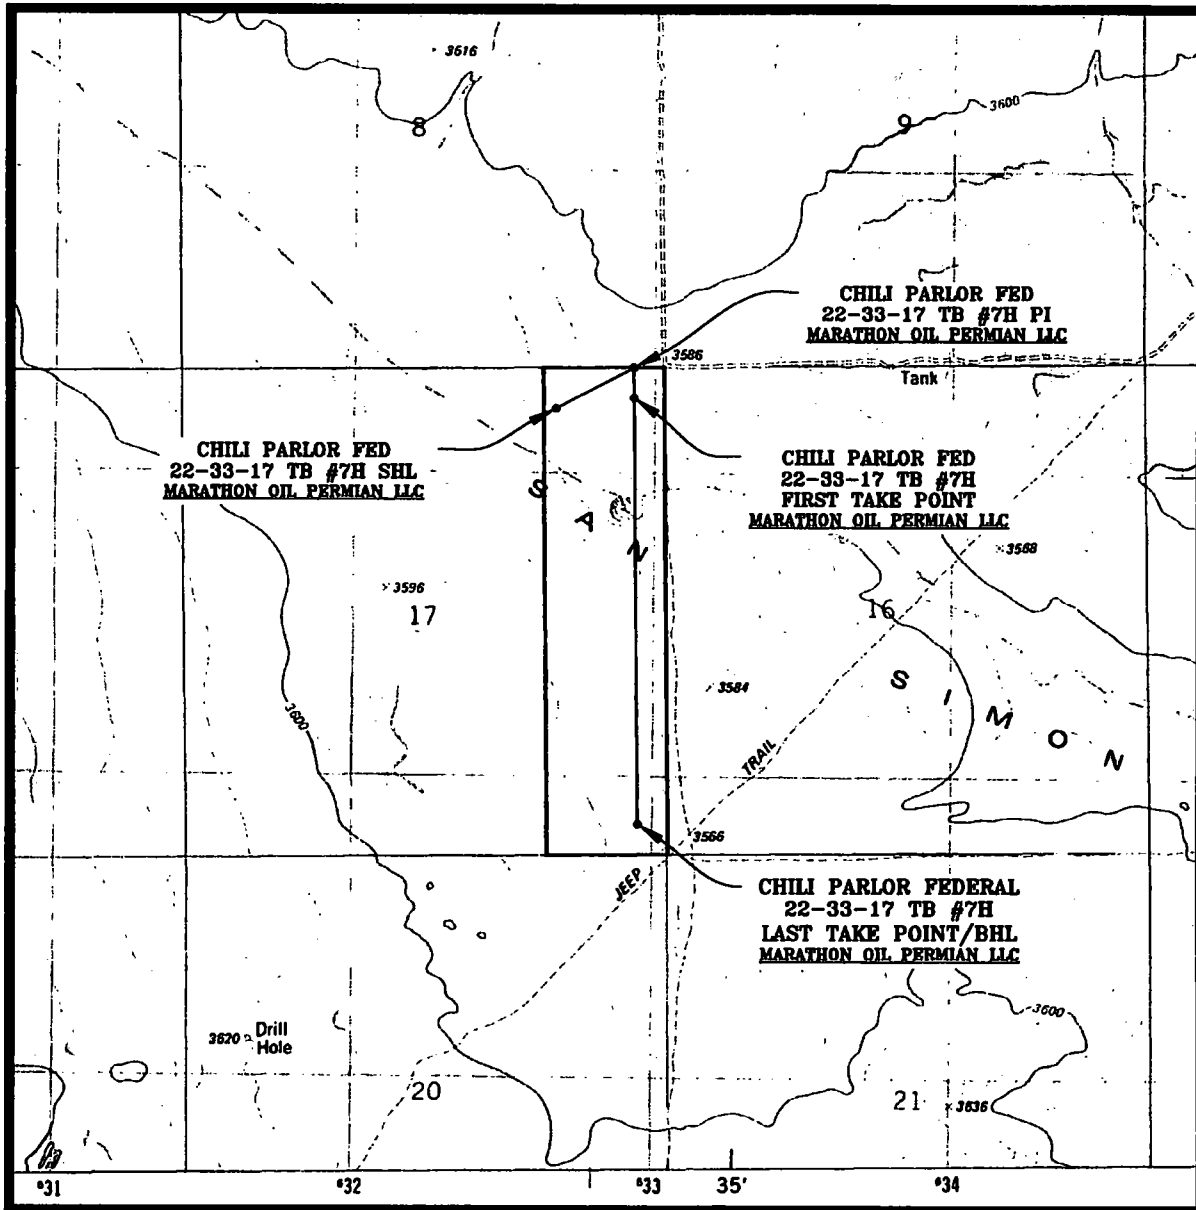 3616
8
9
3600
CHILI PARLOR FED
22-33-17 TB #7H PI
MARATHON OIL PERMIAN LLC
3586
Tank
CHILI PARLOR FED
22-33-17 TB #7H SHL
MARATHON OIL PERMIAN LLC
CHILI PARLOR FED
22-33-17 TB #7H
FIRST TAKE POINT
MARATHON OIL PERMIAN LLC
S A N
3568
3596
17
16
3584
S I M O N
3600
TRAIL
3566
JEEP
CHILI PARLOR FEDERAL
22-33-17 TB #7H
LAST TAKE POINT/BHL
MARATHON OIL PERMIAN LLC
3600
3620 Drill
Hole
20
21
3636
⁶31 ⁶32 ⁶33 35' ⁶34